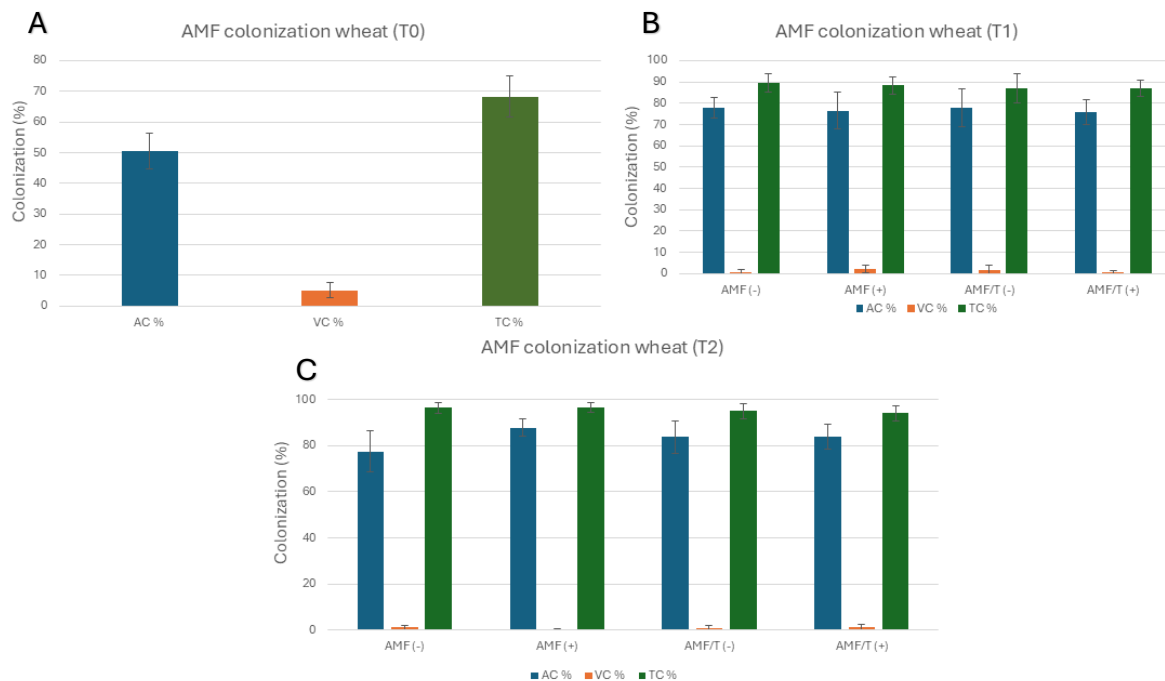 A
AMF colonization wheat (T0)
Colonization (%)
80
70
60
50
40
30
20
10
0
AC % VC % TC %
B
AMF colonization wheat (T1)
Colonization (%)
100
90
80
70
60
50
40
30
20
10
0
AMF (-) AMF (+) AMF/T (-) AMF/T (+)
AC % VC % TC %
C
AMF colonization wheat (T2)
Colonization (%)
100
80
60
40
20
0
AMF (-) AMF (+) AMF/T (-) AMF/T (+)
AC % VC % TC %